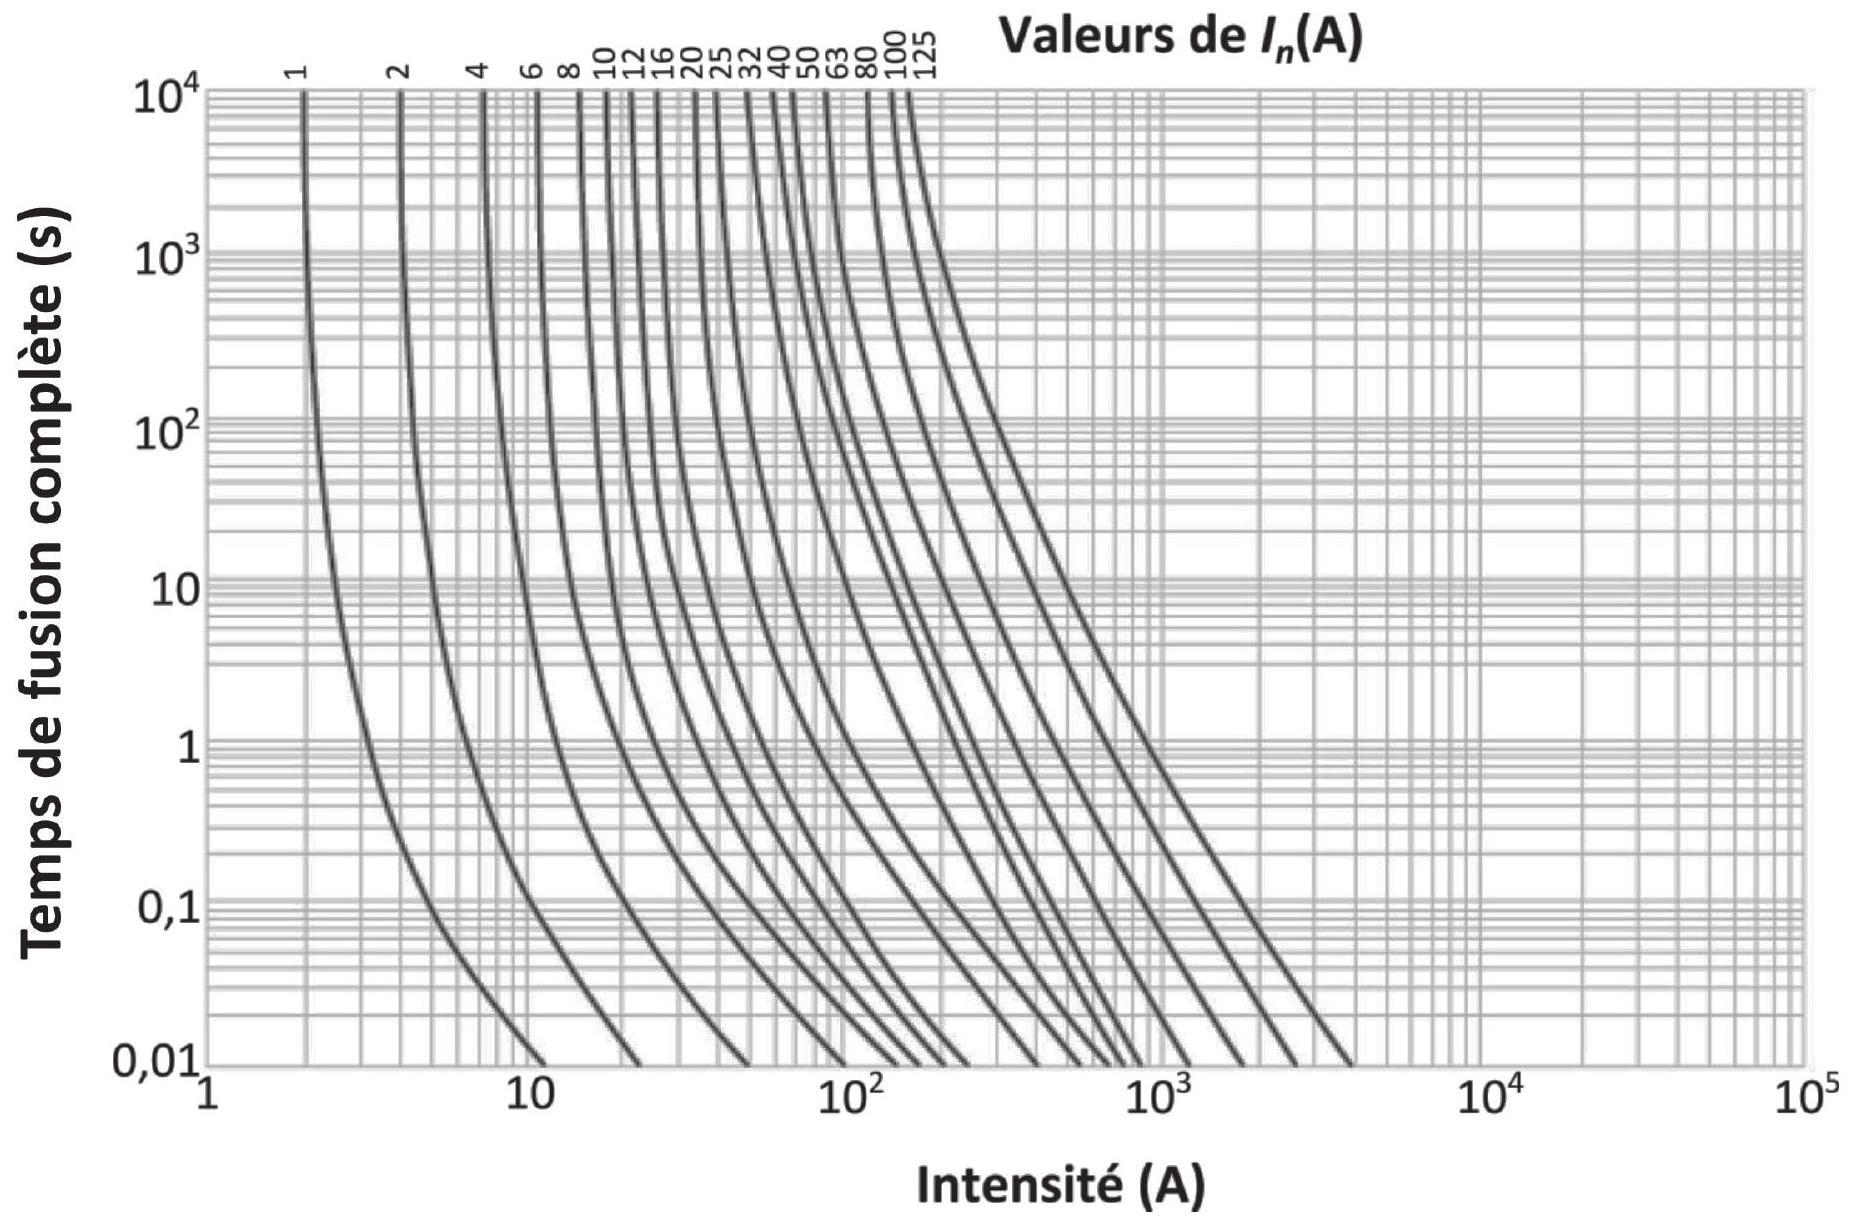 Valeurs de Iₙ(A)
1 2 4 6 8 10 12 16 20 25 32 40 50 63 80 100 125
Temps de fusion complète (s)
10⁴
10³
10²
10
1
0,1
0,01
1 10 10² 10³ 10⁴ 10⁵
Intensité (A)